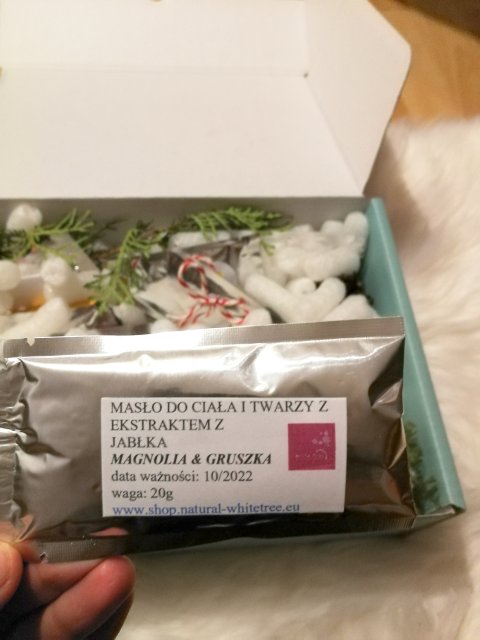 MASŁO DO CIAŁA I TWARZY Z
EKSTRAKTEM Z
JABŁKA
MAGNOLIA & GRUSZKA
data ważności: 10/2022
waga: 20g
www.shop.natural-whitetree.eu